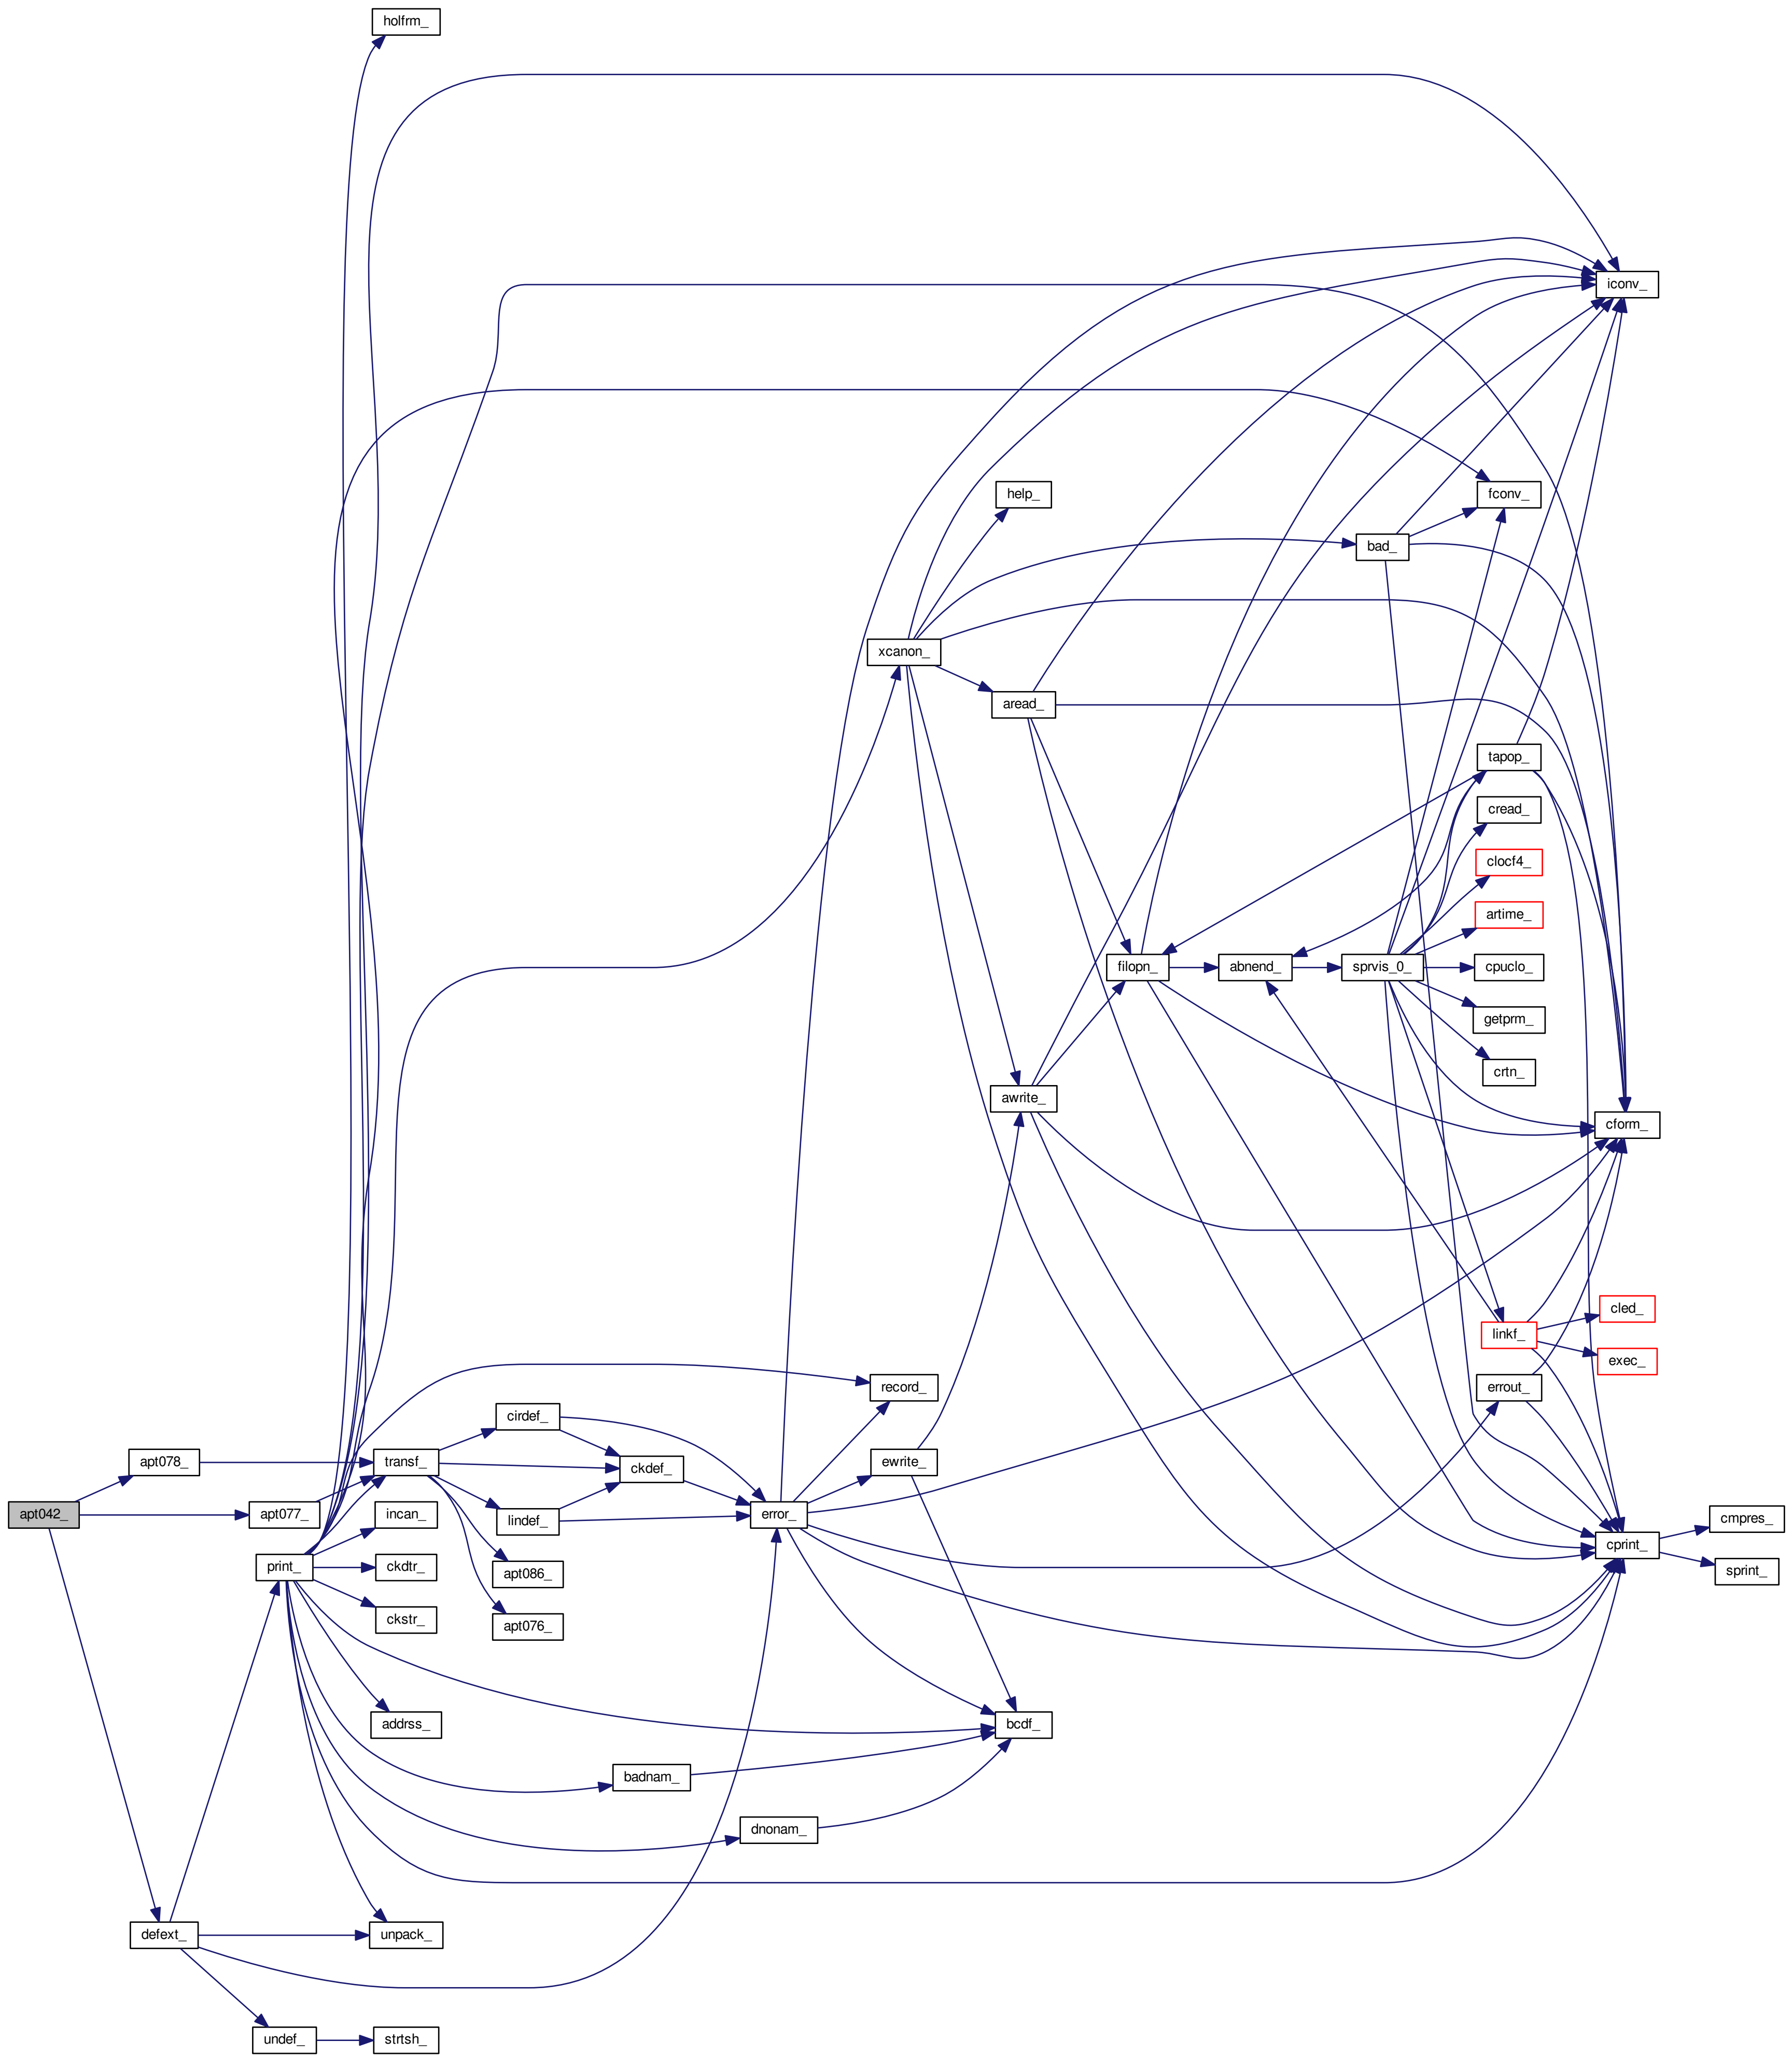 holfrm_
iconv_
help_
fconv_
bad_
xcanon_
aread_
tapop_
cread_
clocf4_
artime_
filopn_
abnend_
sprvis_0_
cpuclo_
getprm_
crtn_
awrite_
cform_
cled_
linkf_
exec_
record_
errout_
cirdef_
apt078_
transf_
ewrite_
ckdef_
apt042_
apt077_
incan_
lindef_
error_
cmpres_
cprint_
print_
ckdtr_
apt086_
sprint_
ckstr_
apt076_
addrss_
bcdf_
badnam_
dnonam_
defext_
unpack_
undef_
strtsh_